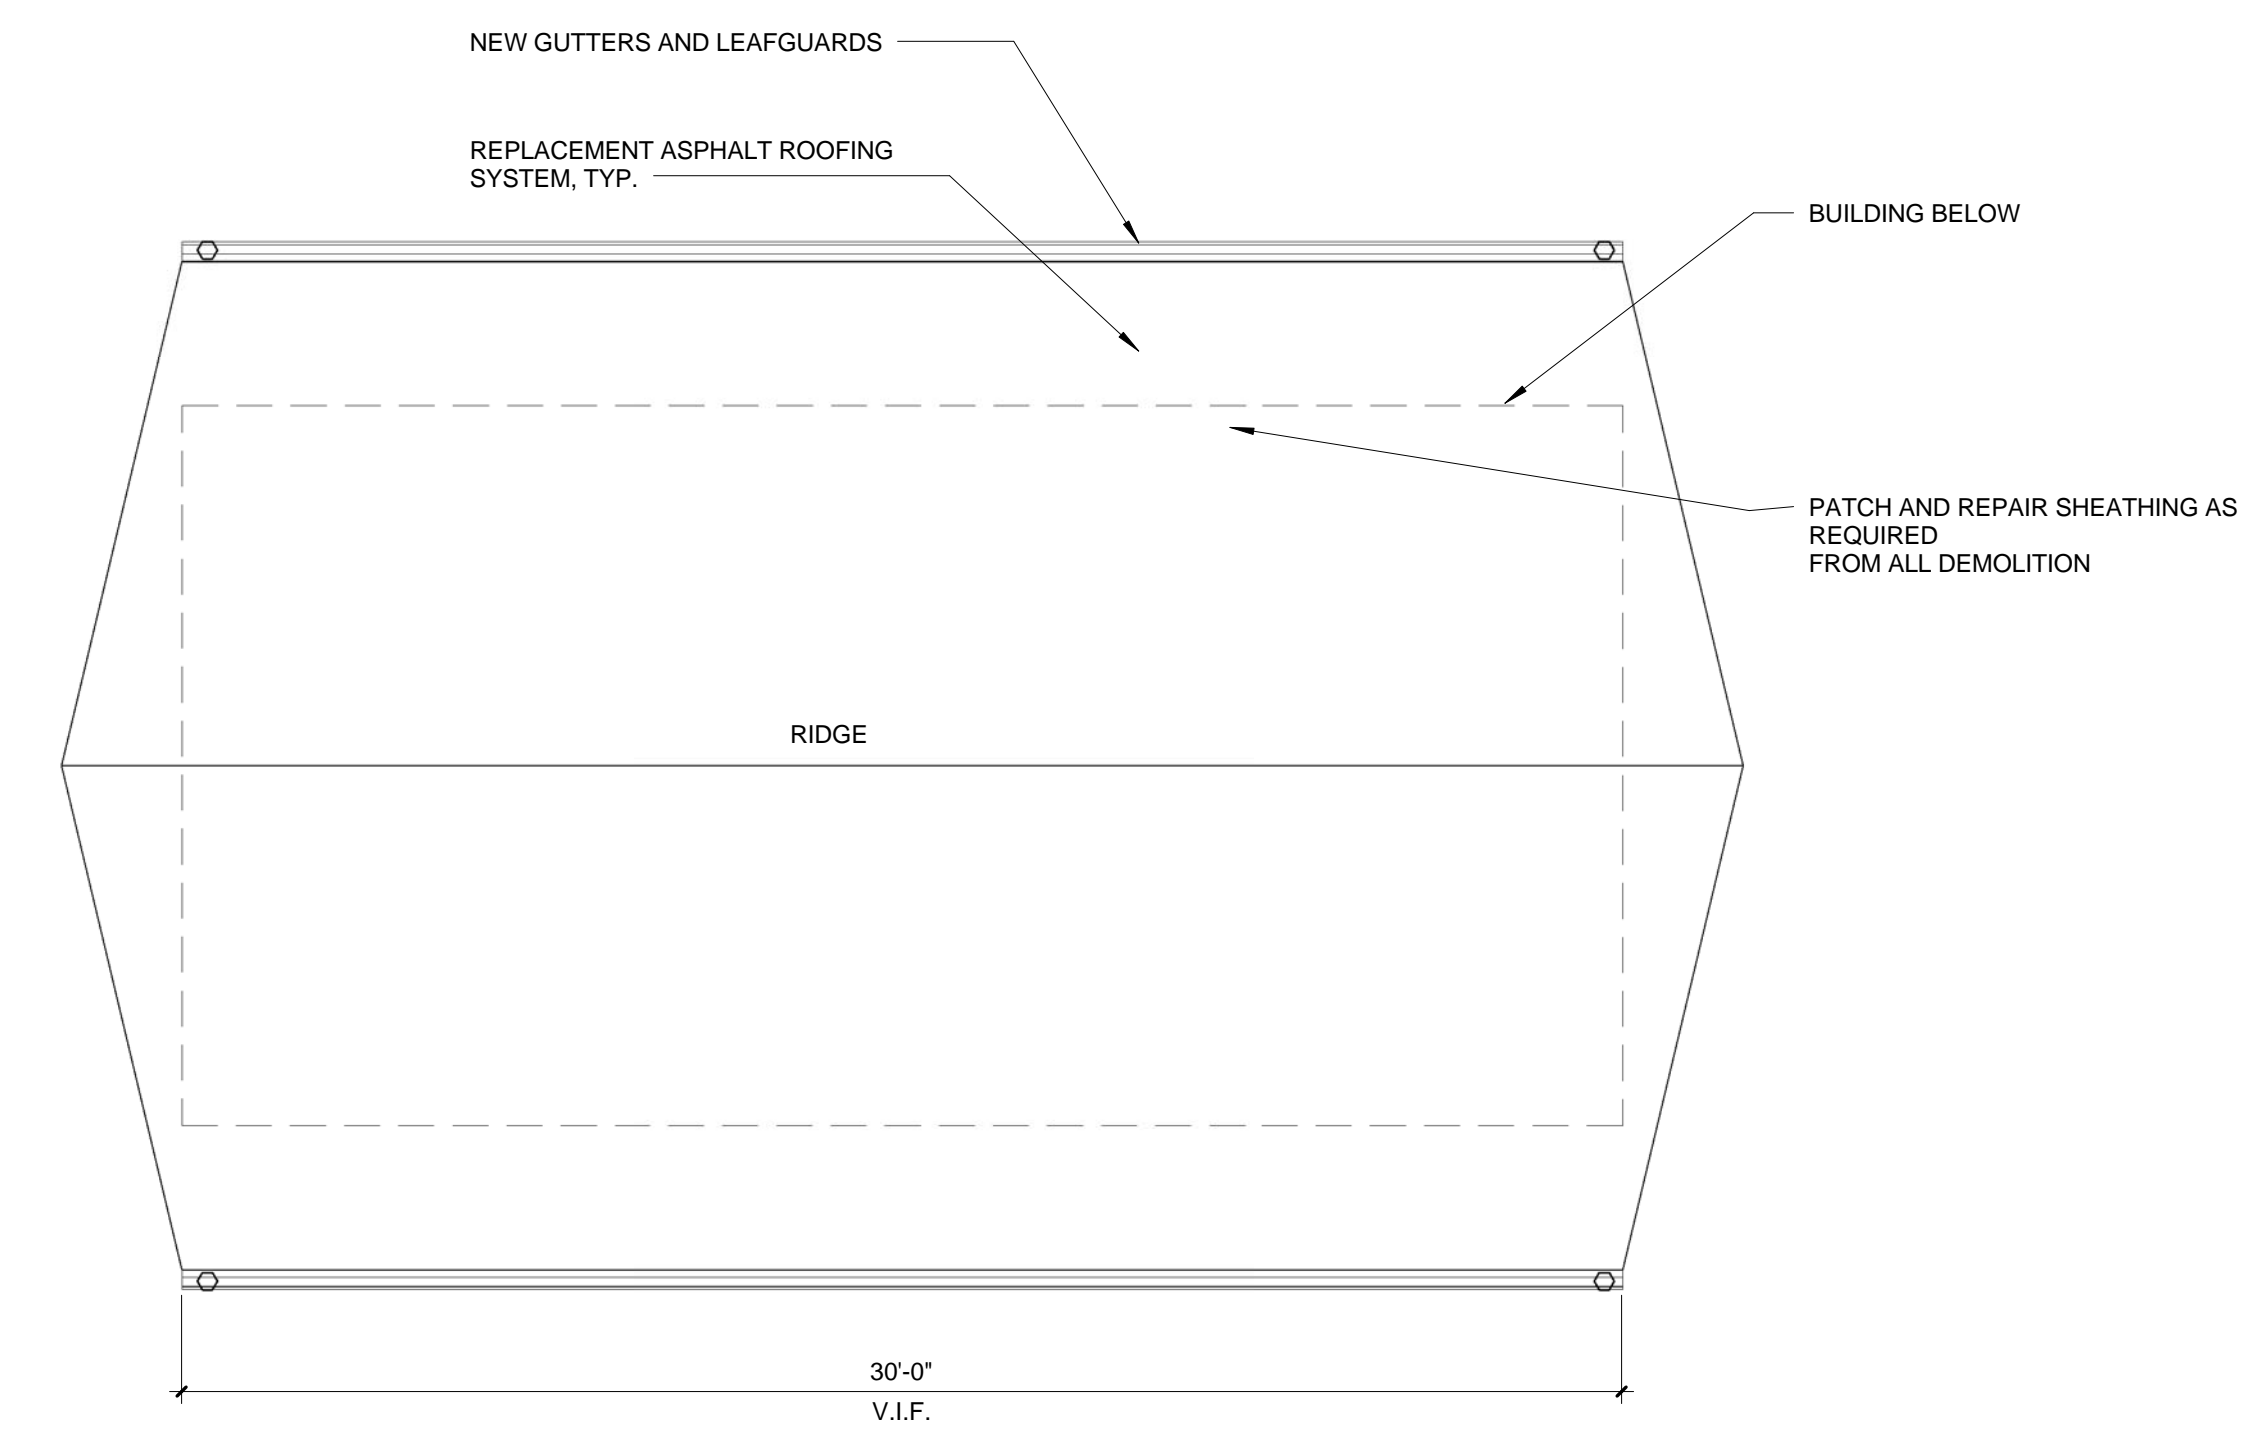 NEW GUTTERS AND LEAFGUARDS
REPLACEMENT ASPHALT ROOFING
SYSTEM, TYP.
BUILDING BELOW
PATCH AND REPAIR SHEATHING AS
REQUIRED
FROM ALL DEMOLITION
RIDGE
30'-0"
V.I.F.